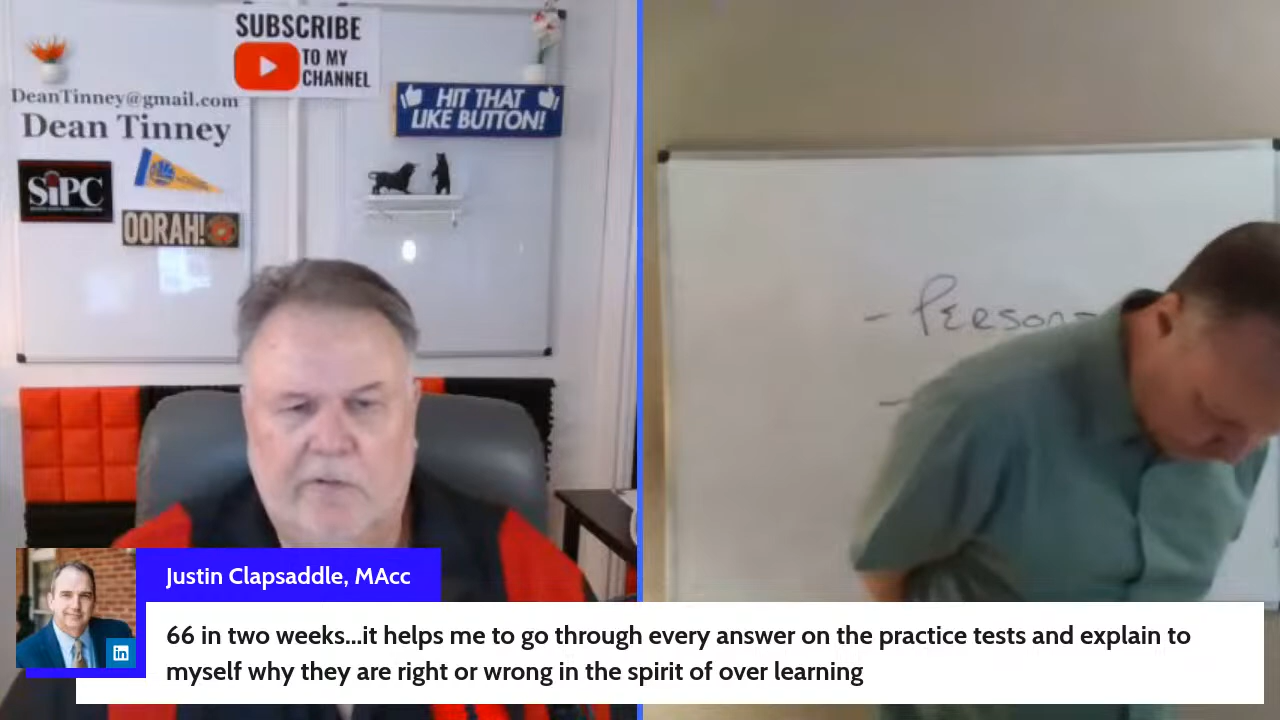 SUBSCRIBE
TO MY
CHANNEL
DeanTinney@gmail.com
Dean Tinney
HIT THAT
LIKE BUTTON!
SiPC
OORAH!
- Person-
Justin Clapsaddle, MAcc
in
66 in two weeks...it helps me to go through every answer on the practice tests and explain to
myself why they are right or wrong in the spirit of over learning